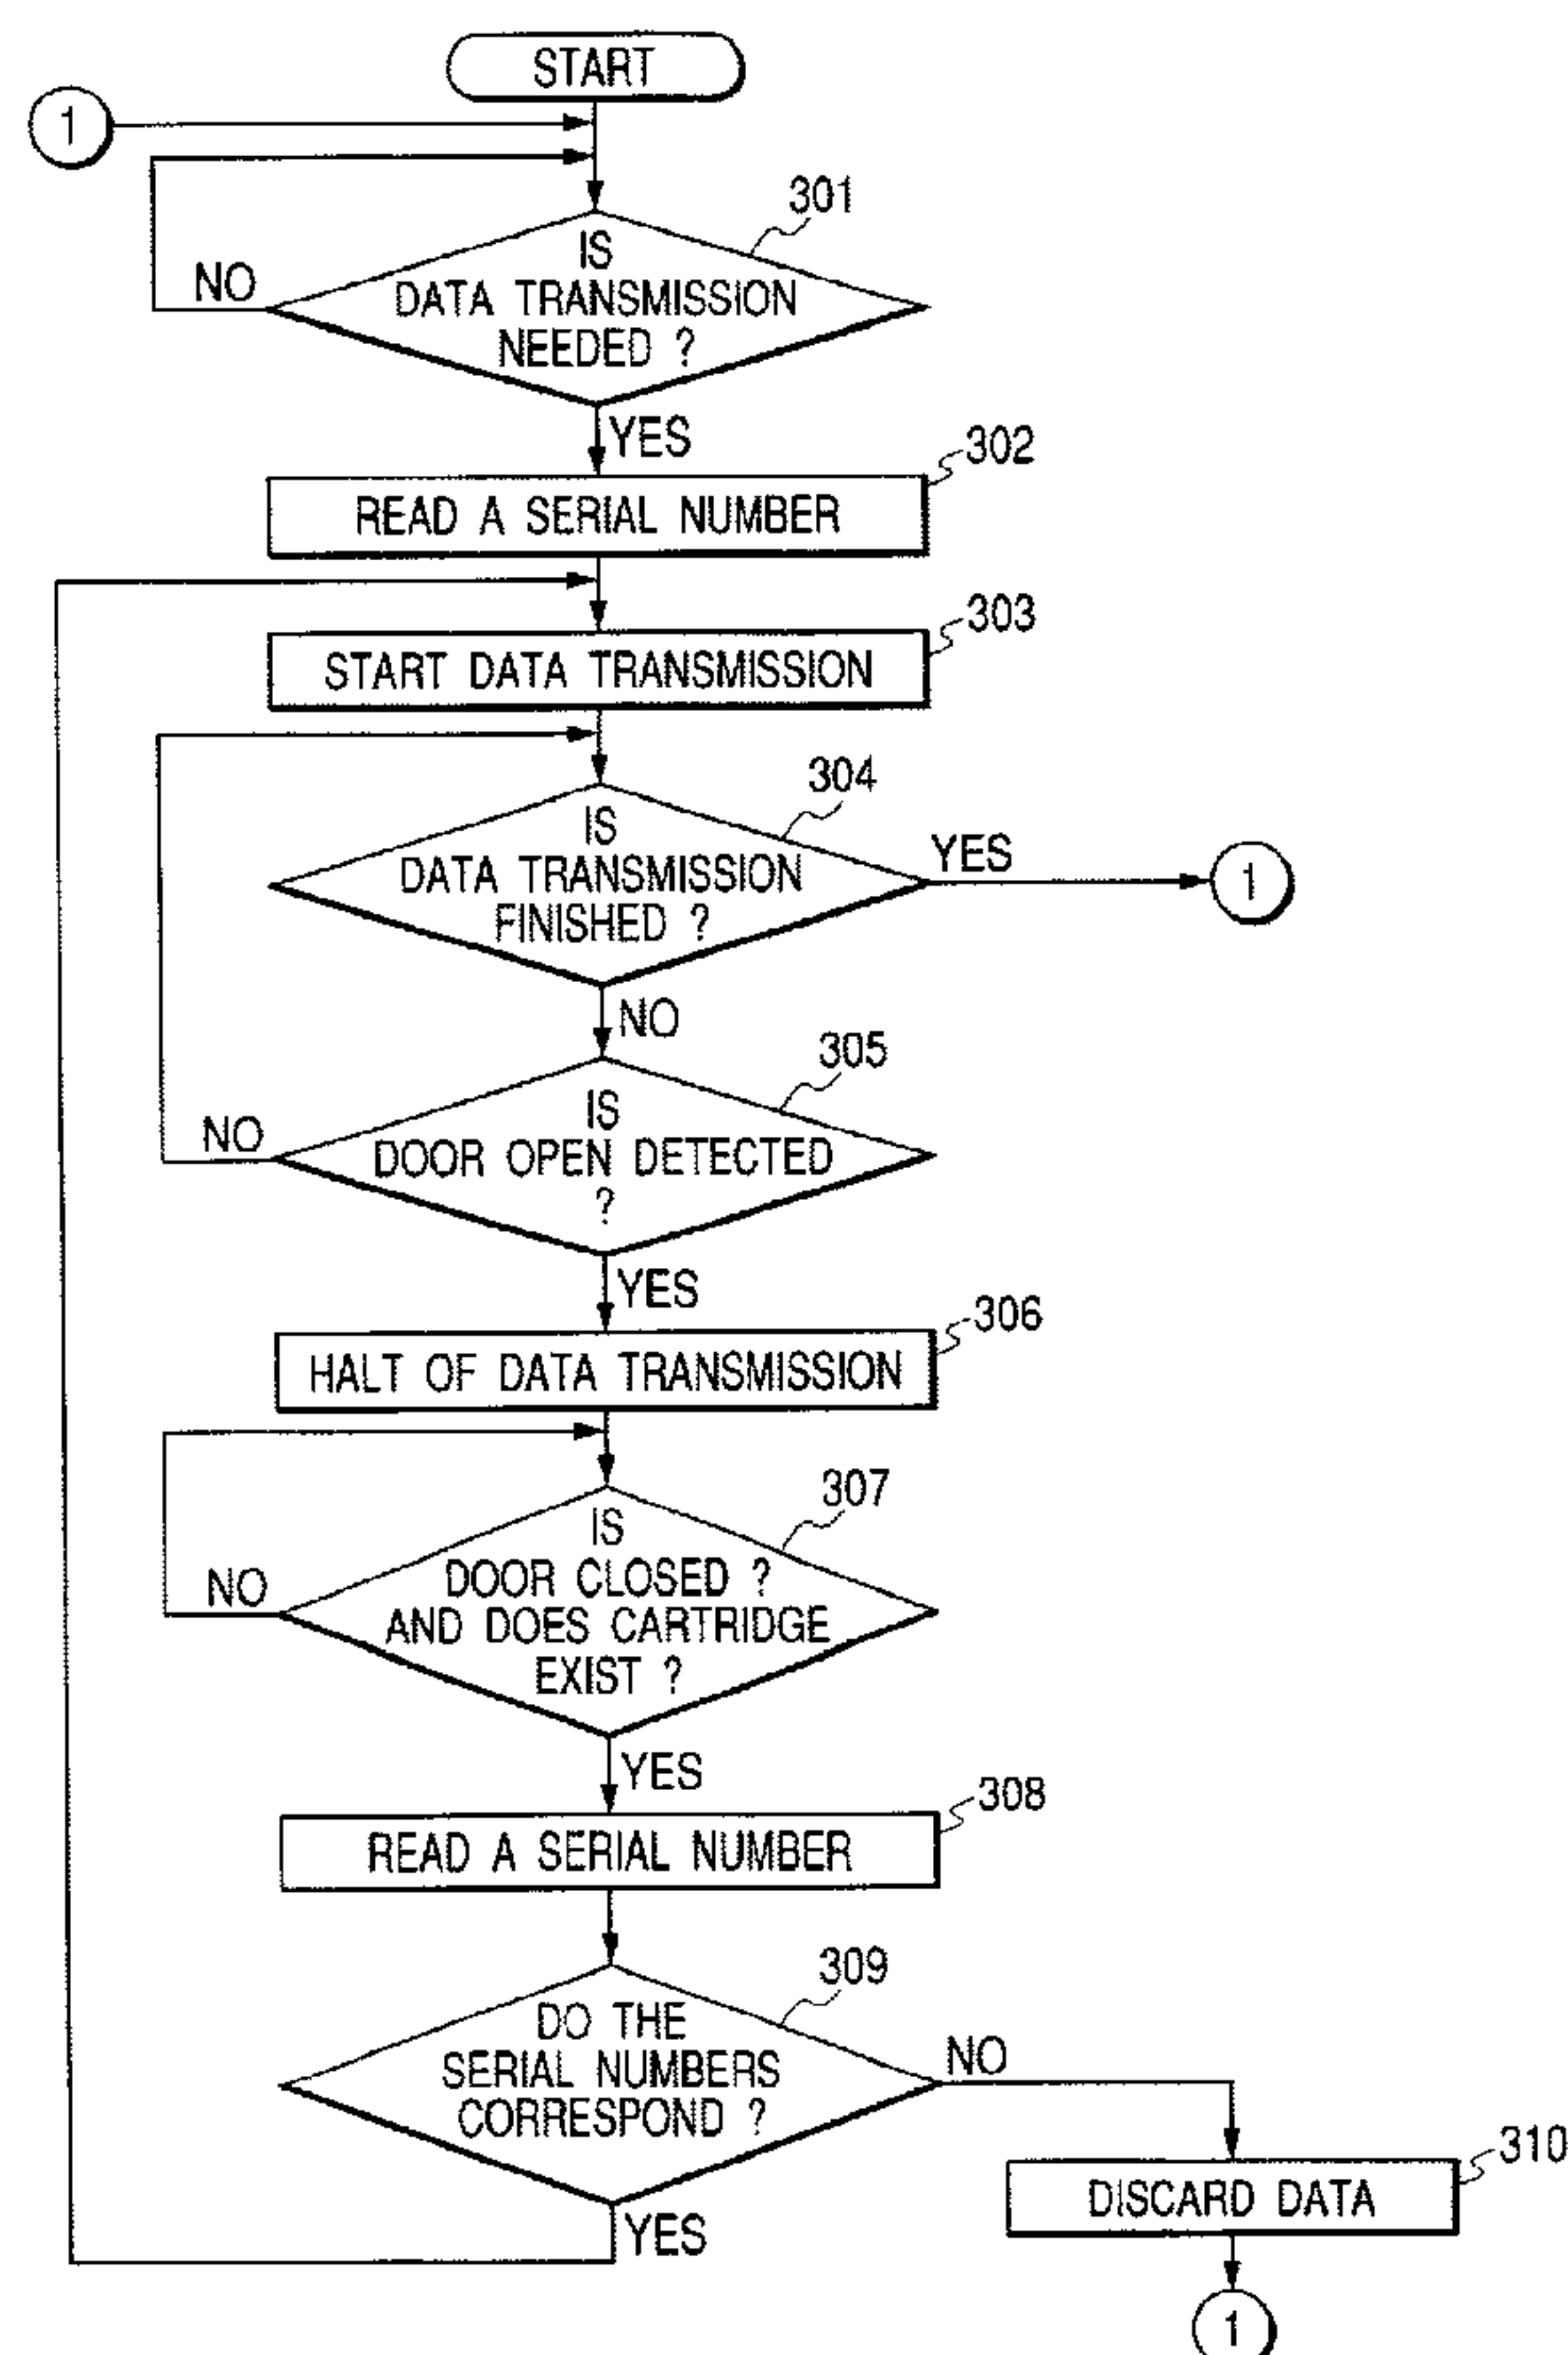 START
1
301
IS
DATA TRANSMISSION
NEEDED ?
NO
YES
302
READ A SERIAL NUMBER
303
START DATA TRANSMISSION
304
IS
DATA TRANSMISSION
FINISHED ?
YES
1
NO
305
IS
DOOR OPEN DETECTED
?
NO
YES
306
HALT OF DATA TRANSMISSION
307
IS
DOOR CLOSED ?
AND DOES CARTRIDGE
EXIST ?
NO
YES
308
READ A SERIAL NUMBER
309
DO THE
SERIAL NUMBERS
CORRESPOND ?
NO
YES
310
DISCARD DATA
1